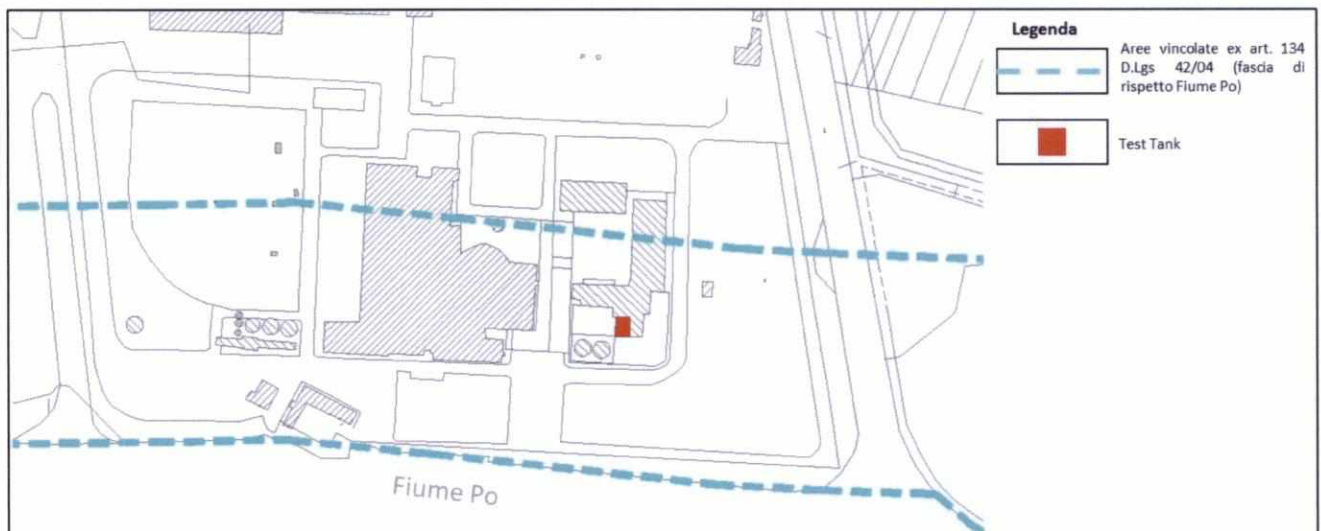 Legenda
Aree vincolate ex art. 134
D.Lgs 42/04 (fascia di
rispetto Fiume Po)
Test Tank
Fiume Po